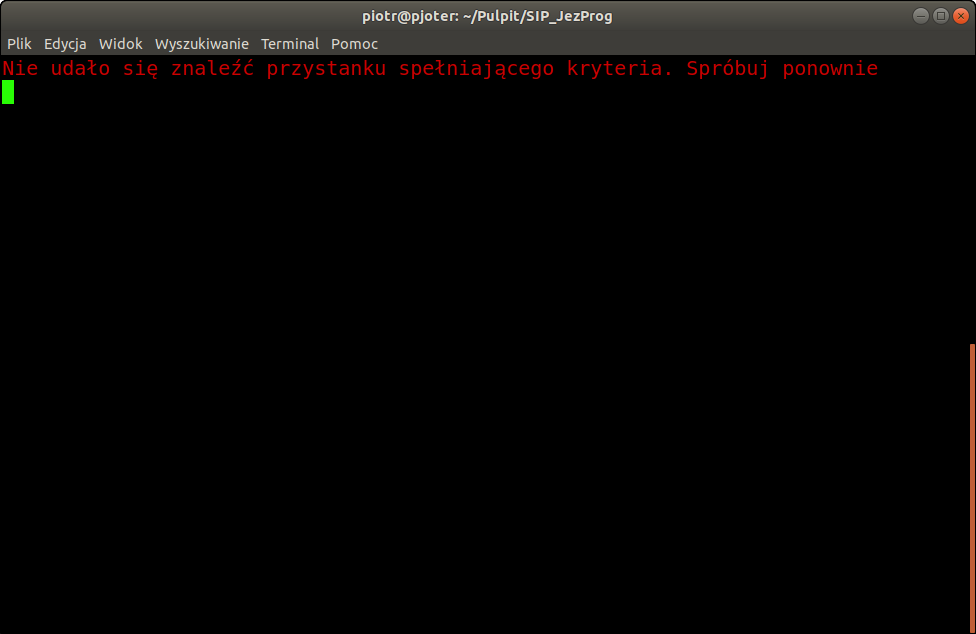 piotr@pjoter: ~/Pulpit/SIP_JezProg
Plik Edycja Widok Wyszukiwanie Terminal Pomoc
Nie udało się znaleźć przystanku spełniającego kryteria. Spróbuj ponownie